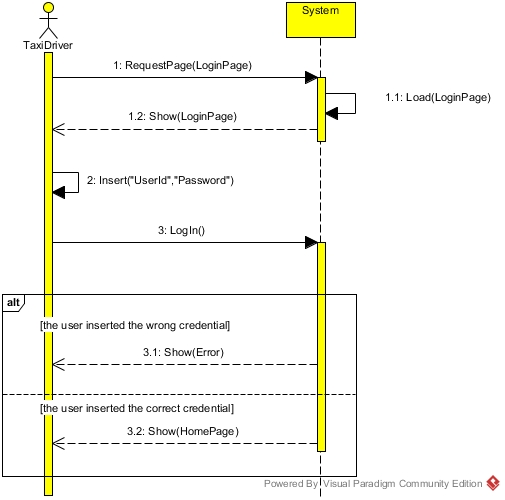 System
TaxiDriver
1: RequestPage(LoginPage)
1.1: Load(LoginPage)
1.2: Show(LoginPage)
2: Insert("UserId","Password")
3: LogIn()
alt
[the user inserted the wrong credential]
3.1: Show(Error)
[the user inserted the correct credential]
3.2: Show(HomePage)
Powered By Visual Paradigm Community Edition